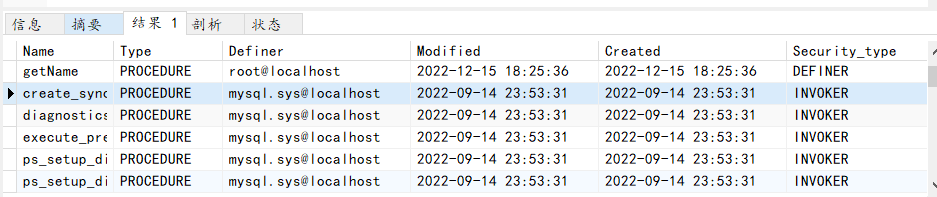 信息 摘要 结果 1 剖析 状态
Name Type Definer Modified Created Security_type
getName PROCEDURE root@localhost 2022-12-15 18:25:36 2022-12-15 18:25:36 DEFINER
create_sync PROCEDURE mysql.sys@localhost 2022-09-14 23:53:31 2022-09-14 23:53:31 INVOKER
diagnostics PROCEDURE mysql.sys@localhost 2022-09-14 23:53:31 2022-09-14 23:53:31 INVOKER
execute_pre PROCEDURE mysql.sys@localhost 2022-09-14 23:53:31 2022-09-14 23:53:31 INVOKER
ps_setup_di PROCEDURE mysql.sys@localhost 2022-09-14 23:53:31 2022-09-14 23:53:31 INVOKER
ps_setup_di PROCEDURE mysql.sys@localhost 2022-09-14 23:53:31 2022-09-14 23:53:31 INVOKER